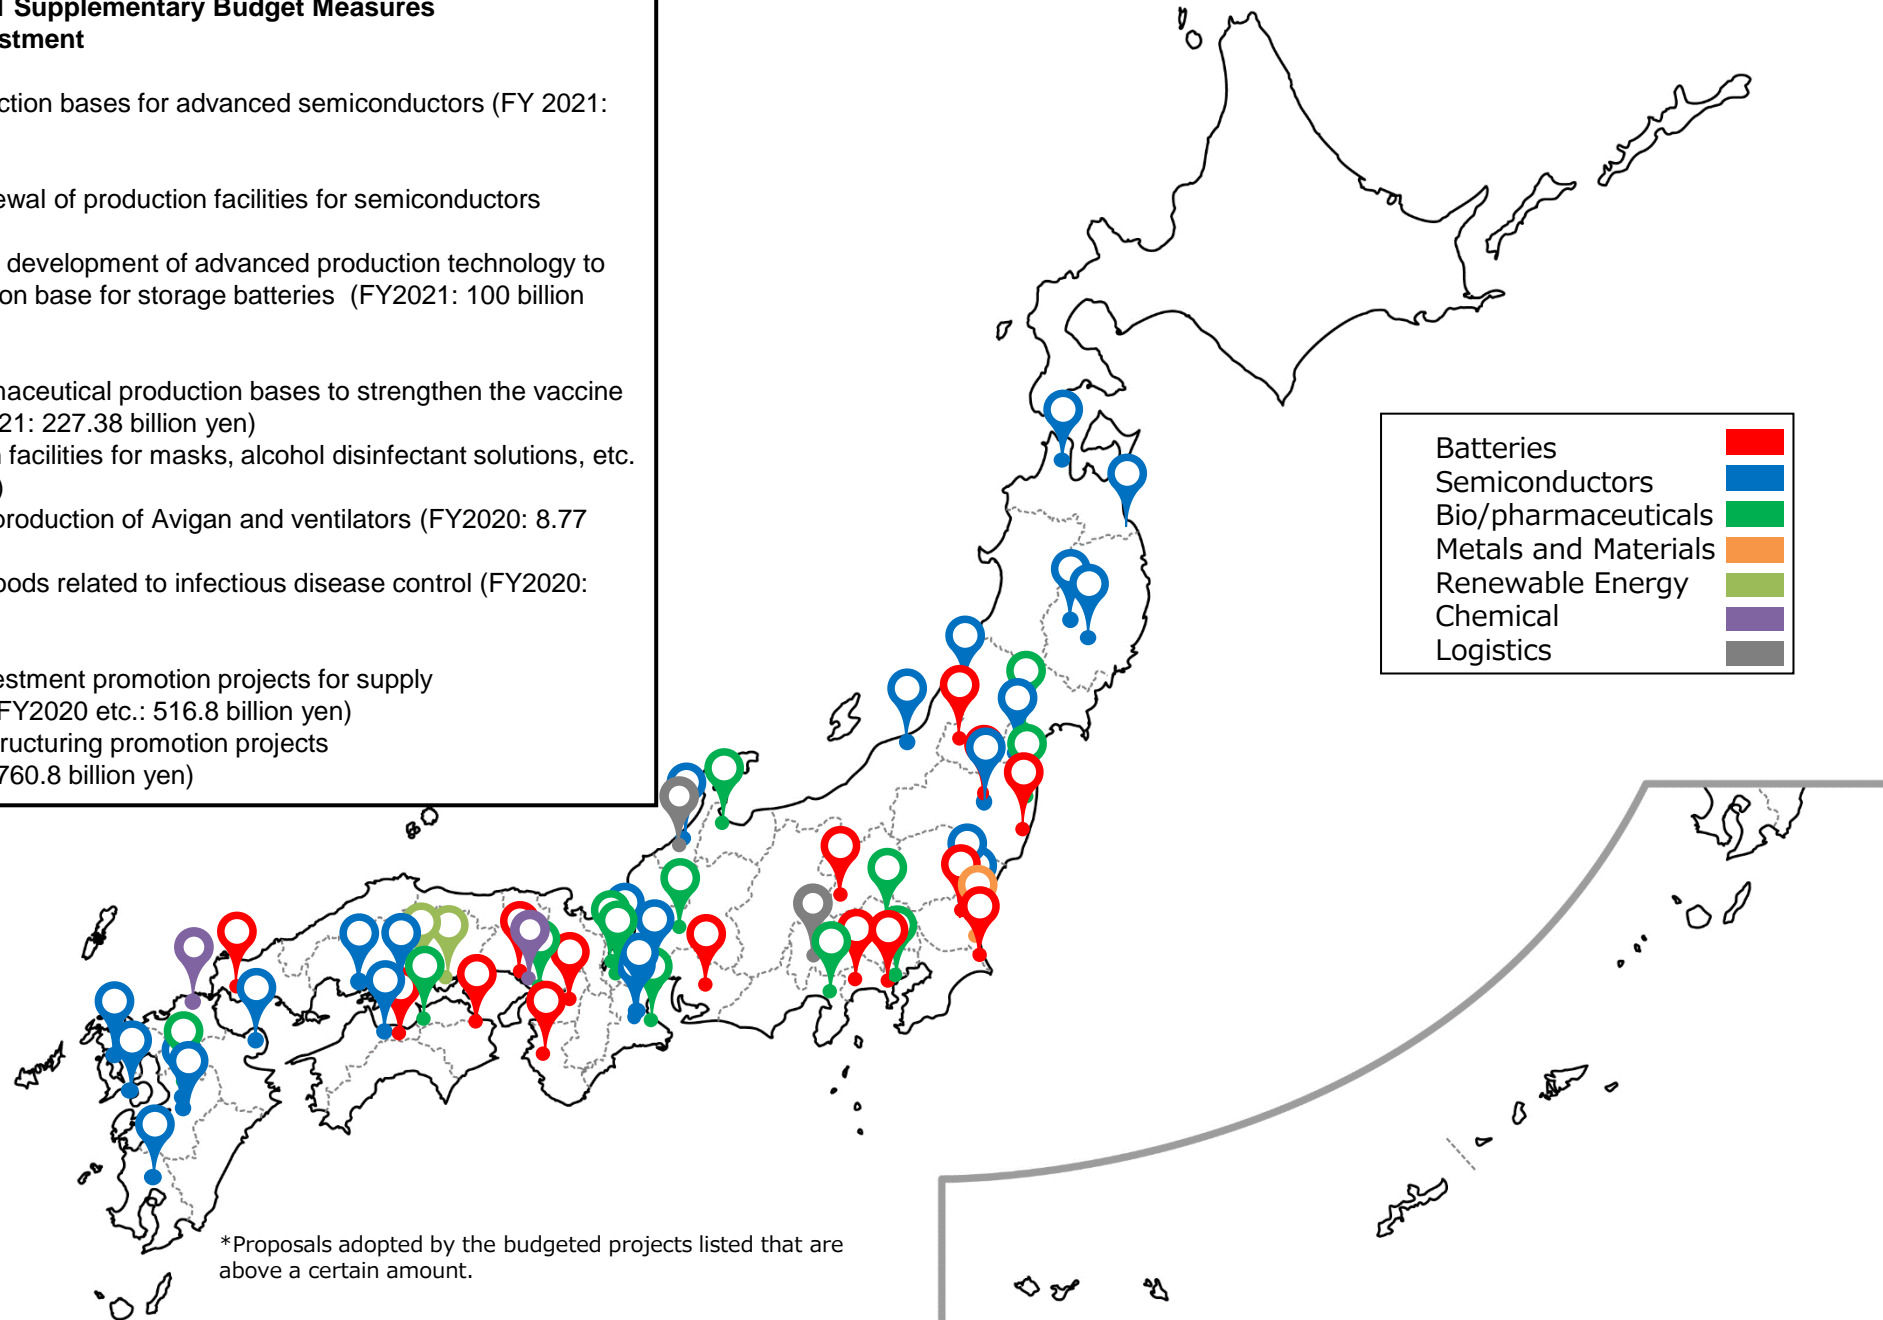 Supplementary Budget Measures
stment
ction bases for advanced semiconductors (FY 2021:
ewal of production facilities for semiconductors
development of advanced production technology to
on base for storage batteries (FY2021: 100 billion
naceutical production bases to strengthen the vaccine
21: 227.38 billion yen)
facilities for masks, alcohol disinfectant solutions, etc.
)
production of Avigan and ventilators (FY2020: 8.77
oods related to infectious disease control (FY2020:
estment promotion projects for supply
FY2020 etc.: 516.8 billion yen)
tructuring promotion projects
760.8 billion yen)
Batteries
Semiconductors
Bio/pharmaceuticals
Metals and Materials
Renewable Energy
Chemical
Logistics
*Proposals adopted by the budgeted projects listed that are
above a certain amount.